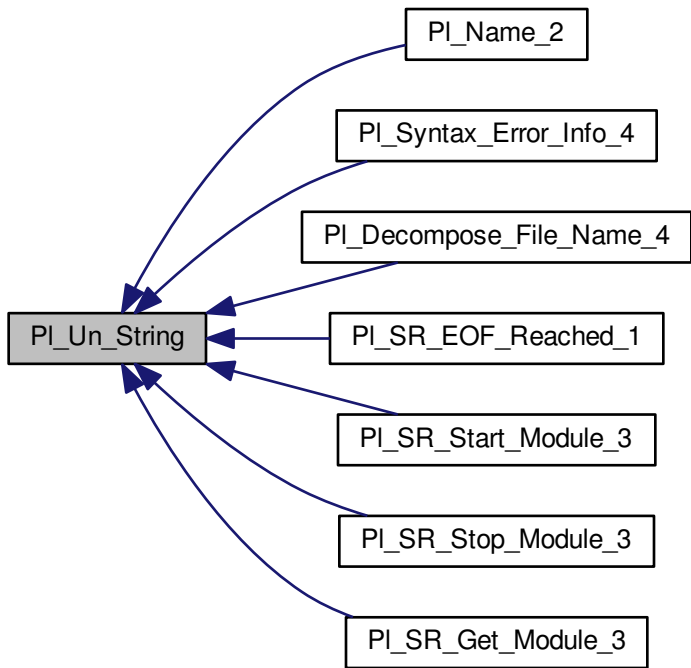 Pl_Name_2
Pl_Syntax_Error_Info_4
Pl_Decompose_File_Name_4
Pl_Un_String
Pl_SR_EOF_Reached_1
Pl_SR_Start_Module_3
Pl_SR_Stop_Module_3
Pl_SR_Get_Module_3